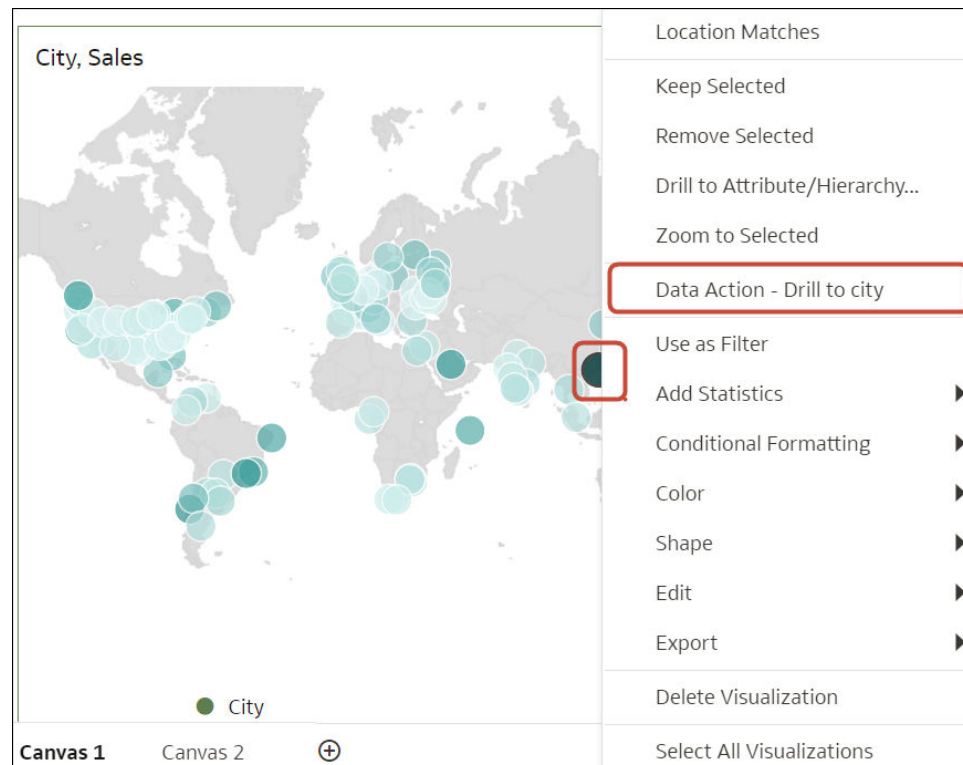 City, Sales
City
Canvas 1
Canvas 2
Location Matches
Keep Selected
Remove Selected
Drill to Attribute/Hierarchy...
Zoom to Selected
Data Action - Drill to city
Use as Filter
Add Statistics
Conditional Formatting
Color
Shape
Edit
Export
Delete Visualization
Select All Visualizations